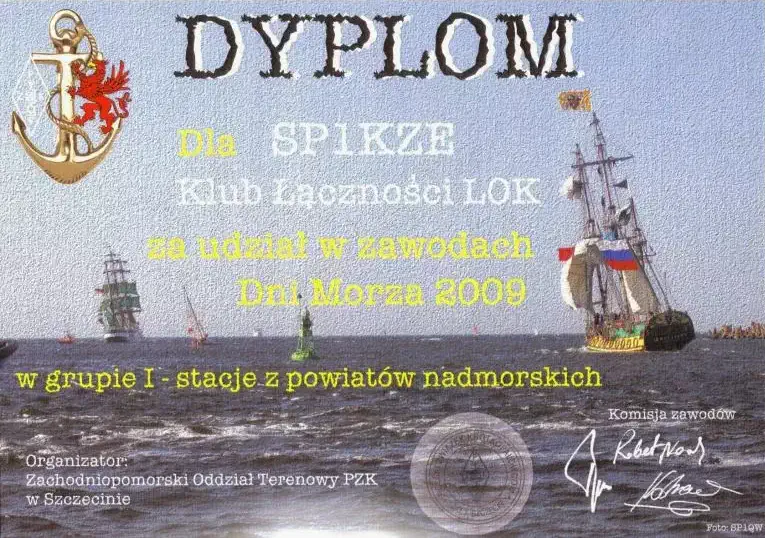 DYPLOM
Dla SP1KZE
Klub Łączności LOK
za udział w zawodach
Dni Morza 2009
w grupie I - stacje z powiatów nadmorskich
Komisja zawodów
Organizator:
Zachodniopomorski Oddział Terenowy PZK
w Szczecinie
Foto: SP1QW